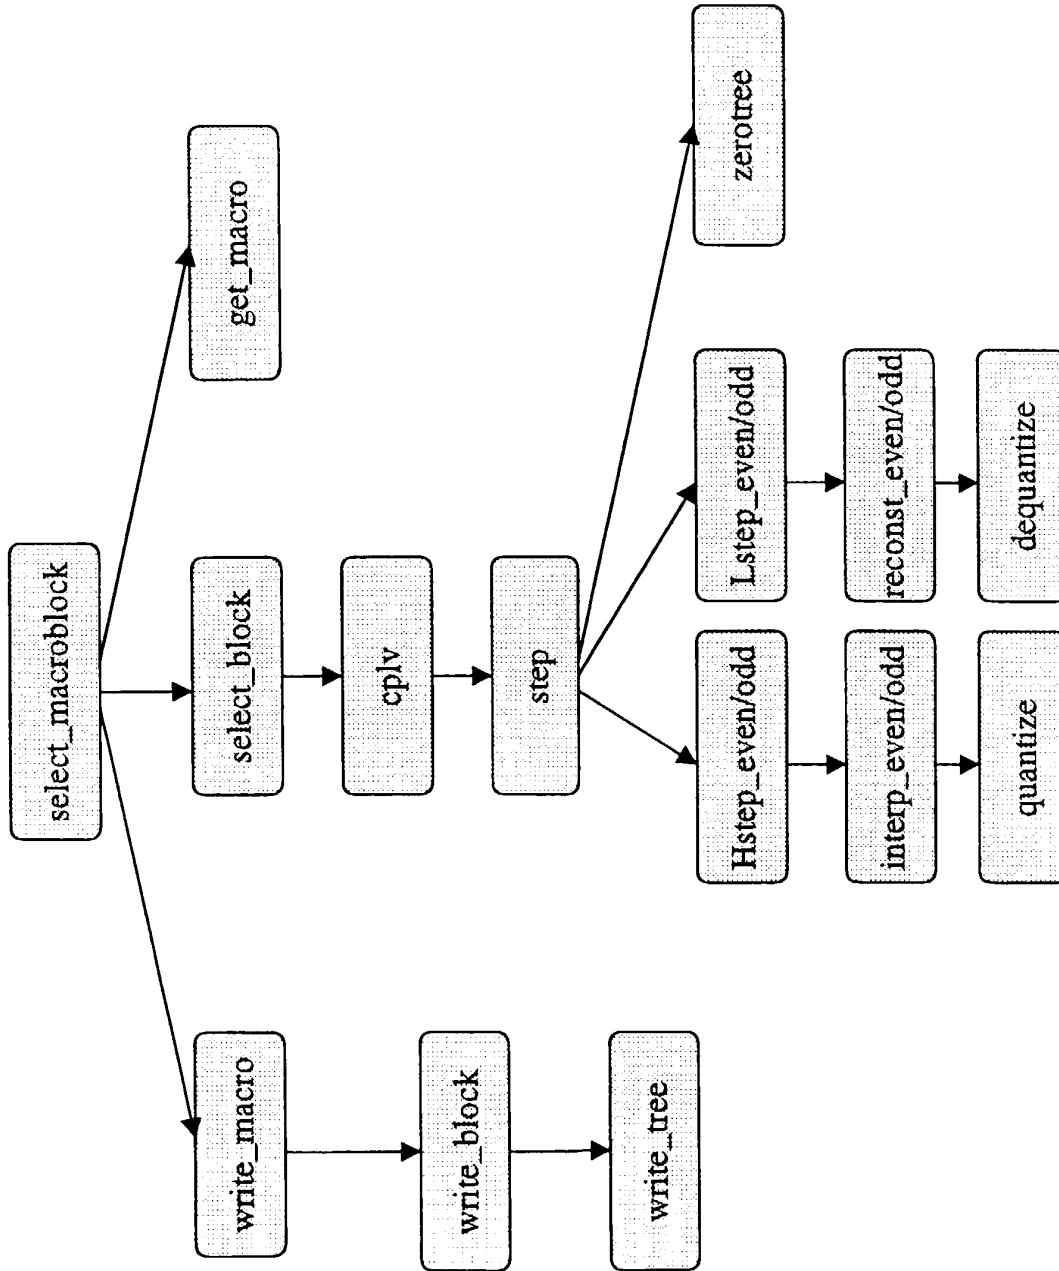 select_macroblock
get_macro
select_block
write_macro
cplv
write_block
step
write_tree
zerotree
Lstep_even/odd
Hstep_even/odd
reconst_even/odd
interp_even/odd
dequantize
quantize